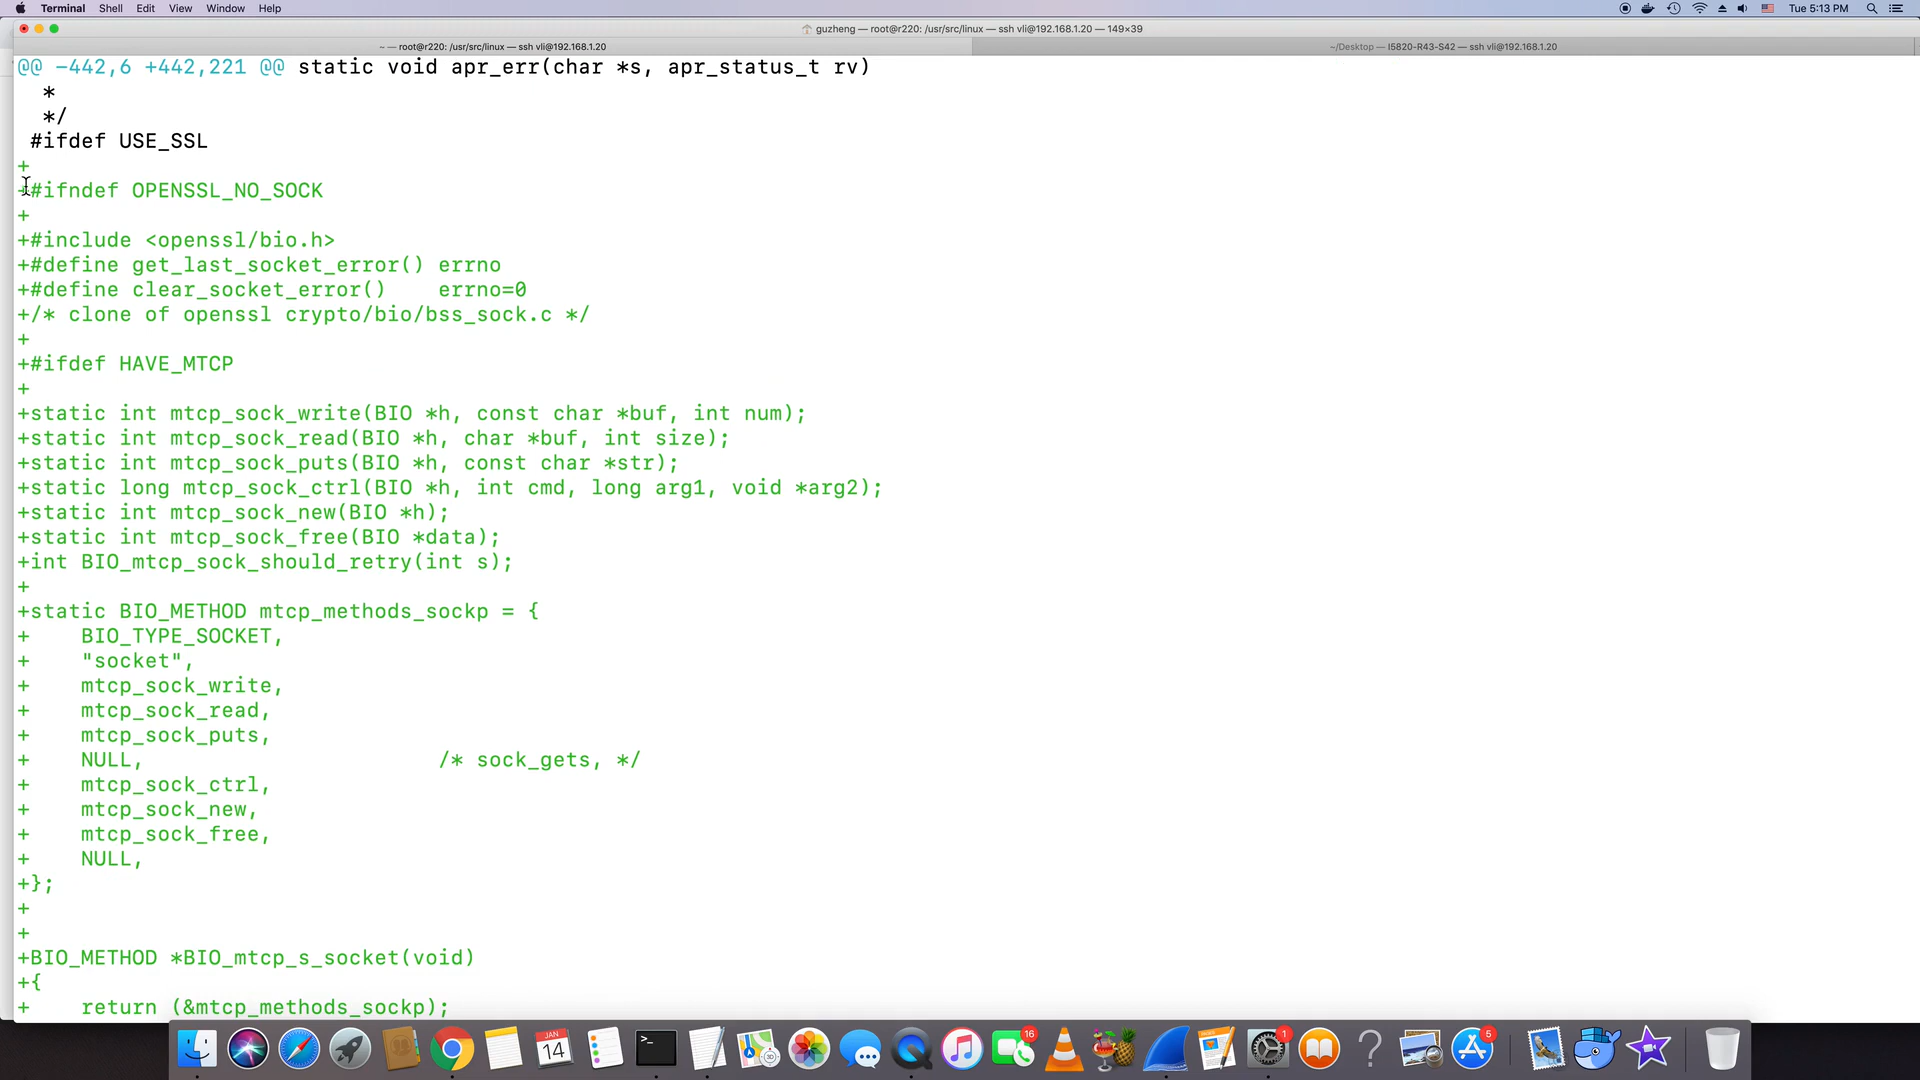 Terminal Shell Edit View Window Help Tue 5:13 PM
guzheng — root@r220: /usr/src/linux — ssh vli@192.168.1.20 — 149×39
~ — root@r220: /usr/src/linux — ssh vli@192.168.1.20
~/Desktop — I5820-R43-S42 — ssh vli@192.168.1.20
@@ -442,6 +442,221 @@ static void apr_err(char *s, apr_status_t rv)
  *
  */
 #ifdef USE_SSL
+
+#ifndef OPENSSL_NO_SOCK
+
+#include <openssl/bio.h>
+#define get_last_socket_error() errno
+#define clear_socket_error()    errno=0
+/* clone of openssl crypto/bio/bss_sock.c */
+
+#ifdef HAVE_MTCP
+
+static int mtcp_sock_write(BIO *h, const char *buf, int num);
+static int mtcp_sock_read(BIO *h, char *buf, int size);
+static int mtcp_sock_puts(BIO *h, const char *str);
+static long mtcp_sock_ctrl(BIO *h, int cmd, long arg1, void *arg2);
+static int mtcp_sock_new(BIO *h);
+static int mtcp_sock_free(BIO *data);
+int BIO_mtcp_sock_should_retry(int s);
+
+static BIO_METHOD mtcp_methods_sockp = {
+    BIO_TYPE_SOCKET,
+    "socket",
+    mtcp_sock_write,
+    mtcp_sock_read,
+    mtcp_sock_puts,
+    NULL,                       /* sock_gets, */
+    mtcp_sock_ctrl,
+    mtcp_sock_new,
+    mtcp_sock_free,
+    NULL,
+};
+
+
+BIO_METHOD *BIO_mtcp_s_socket(void)
+{
+    return (&mtcp_methods_sockp);
JAN
14
16
1
5